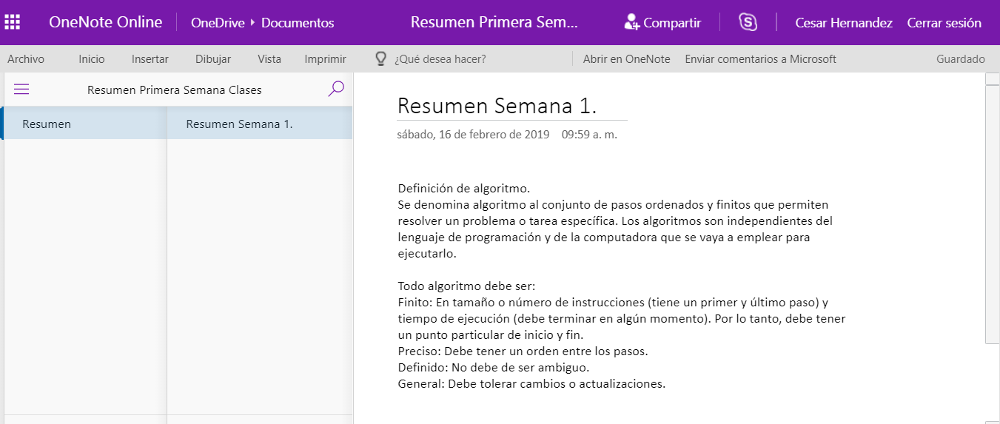 OneNote Online
OneDrive
Documentos
Resumen Primera Sem...
Compartir
Cesar Hernandez
Cerrar sesión
Archivo
Inicio
Insertar
Dibujar
Vista
Imprimir
¿Qué desea hacer?
Abrir en OneNote
Enviar comentarios a Microsoft
Guardado
Resumen Primera Semana Clases
Resumen
Resumen Semana 1.
Resumen Semana 1.
sábado, 16 de febrero de 2019 09:59 a. m.
Definición de algoritmo.
Se denomina algoritmo al conjunto de pasos ordenados y finitos que permiten
resolver un problema o tarea específica. Los algoritmos son independientes del
lenguaje de programación y de la computadora que se vaya a emplear para
ejecutarlo.
Todo algoritmo debe ser:
Finito: En tamaño o número de instrucciones (tiene un primer y último paso) y
tiempo de ejecución (debe terminar en algún momento). Por lo tanto, debe tener
un punto particular de inicio y fin.
Preciso: Debe tener un orden entre los pasos.
Definido: No debe de ser ambiguo.
General: Debe tolerar cambios o actualizaciones.